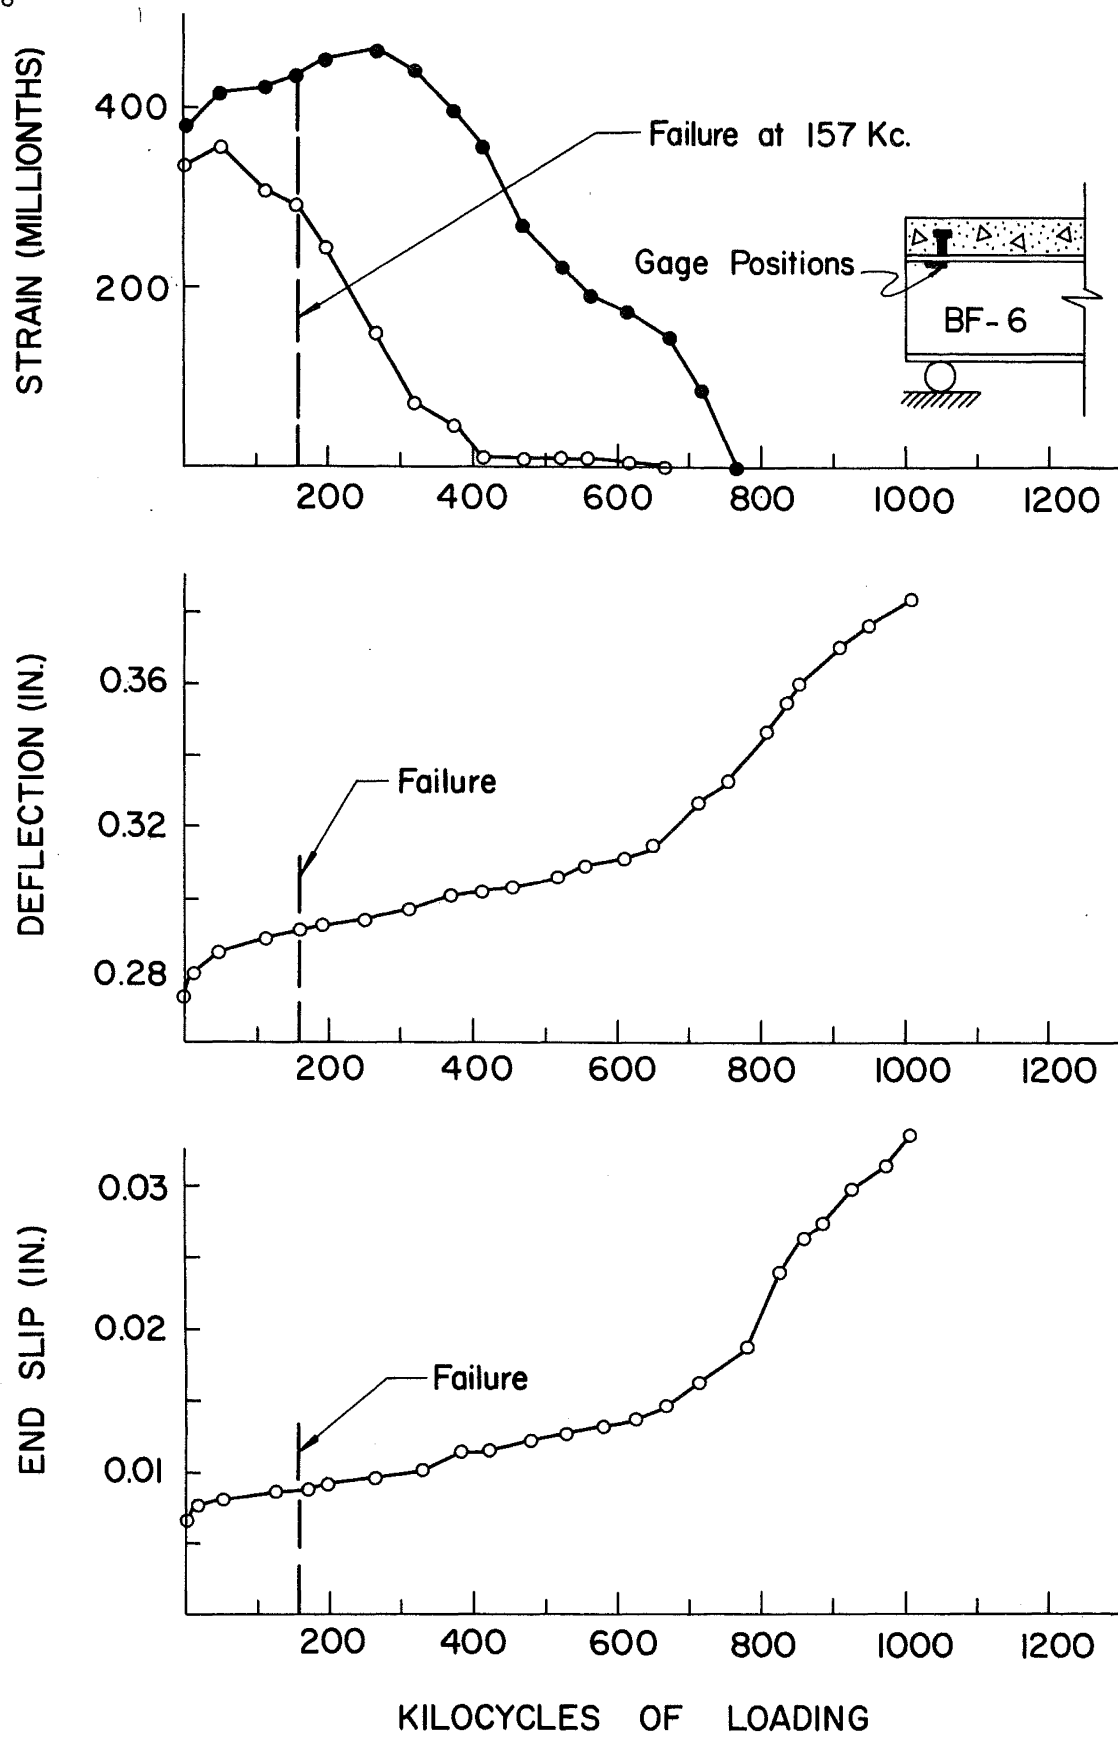 STRAIN (MILLIONTHS)
400
200
Failure at 157 Kc.
Gage Positions
BF-6
200 400 600 800 1000 1200
DEFLECTION (IN.)
0.36
0.32
0.28
Failure
200 400 600 800 1000 1200
END SLIP (IN.)
0.03
0.02
0.01
Failure
200 400 600 800 1000 1200
KILOCYCLES OF LOADING